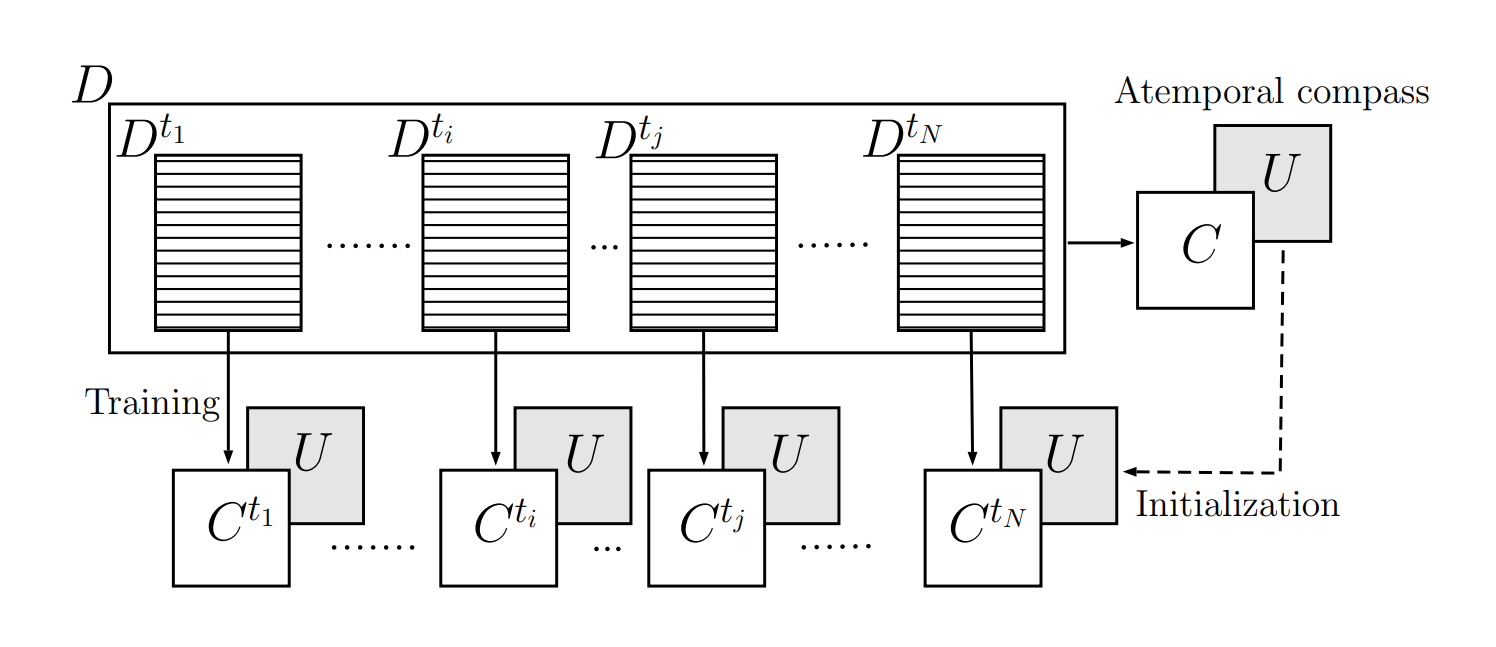 D
Atemporal compass
D^{t_1} D^{t_i} D^{t_j} D^{t_N}
U
C
.......
...
......
Training
U U U U
Initialization
C^{t_1} C^{t_i} C^{t_j} C^{t_N}
.......
...
......